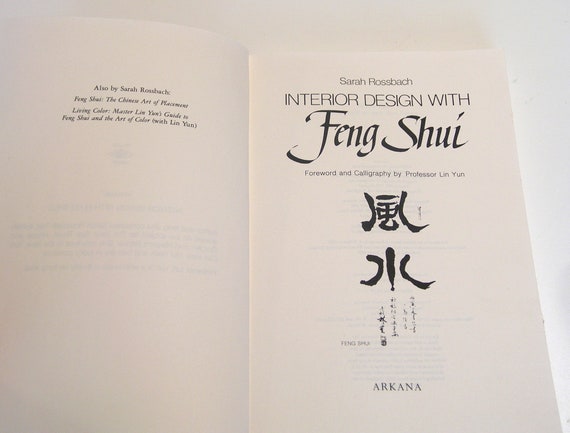 Also by Sarah Rossbach:
Feng Shui: The Chinese Art of Placement
Living Color: Master Lin Yun's Guide to
Feng Shui and the Art of Color (with Lin Yun)
Sarah Rossbach
INTERIOR DESIGN WITH
Feng Shui
Foreword and Calligraphy by Professor Lin Yun
風
水
FENG SHUI
ARKANA